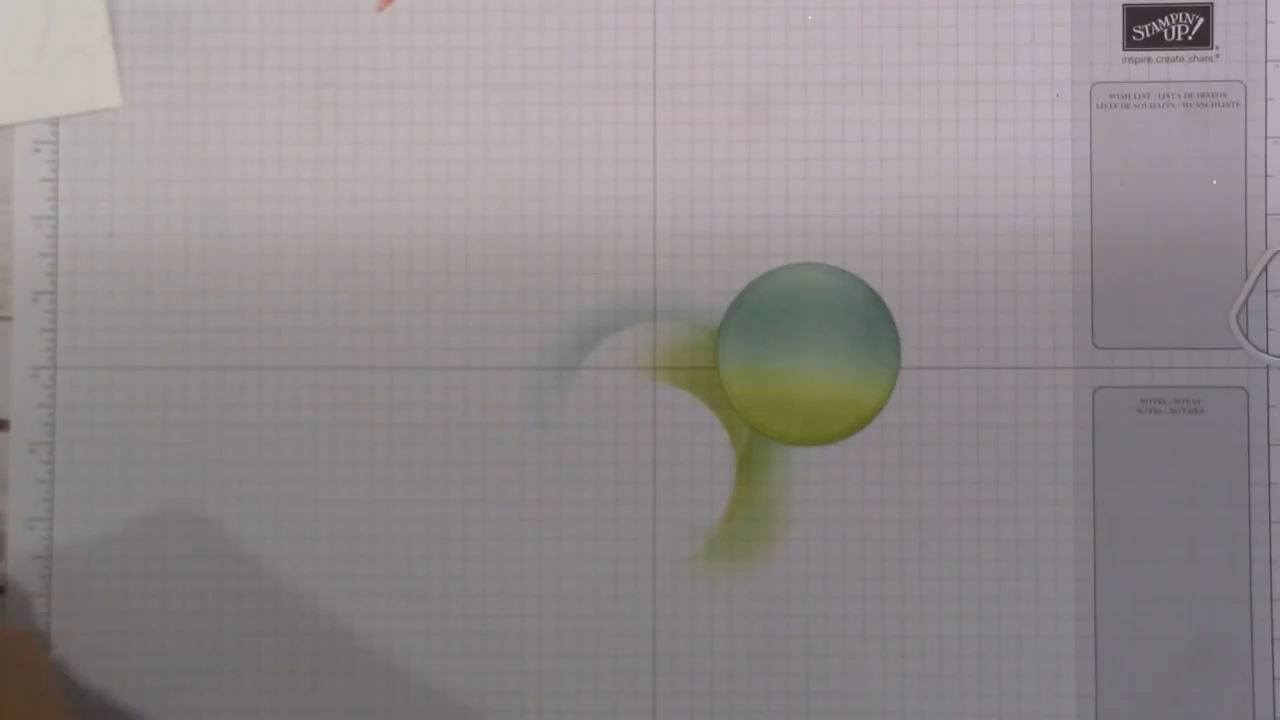 STAMPIN' UP!®
inspire.create.share.®
WISH LIST • LISTA DE DESEOS
LISTE DE SOUHAITS • WUNSCHLISTE
NOTES • NOTAS
NOTES • NOTIZEN